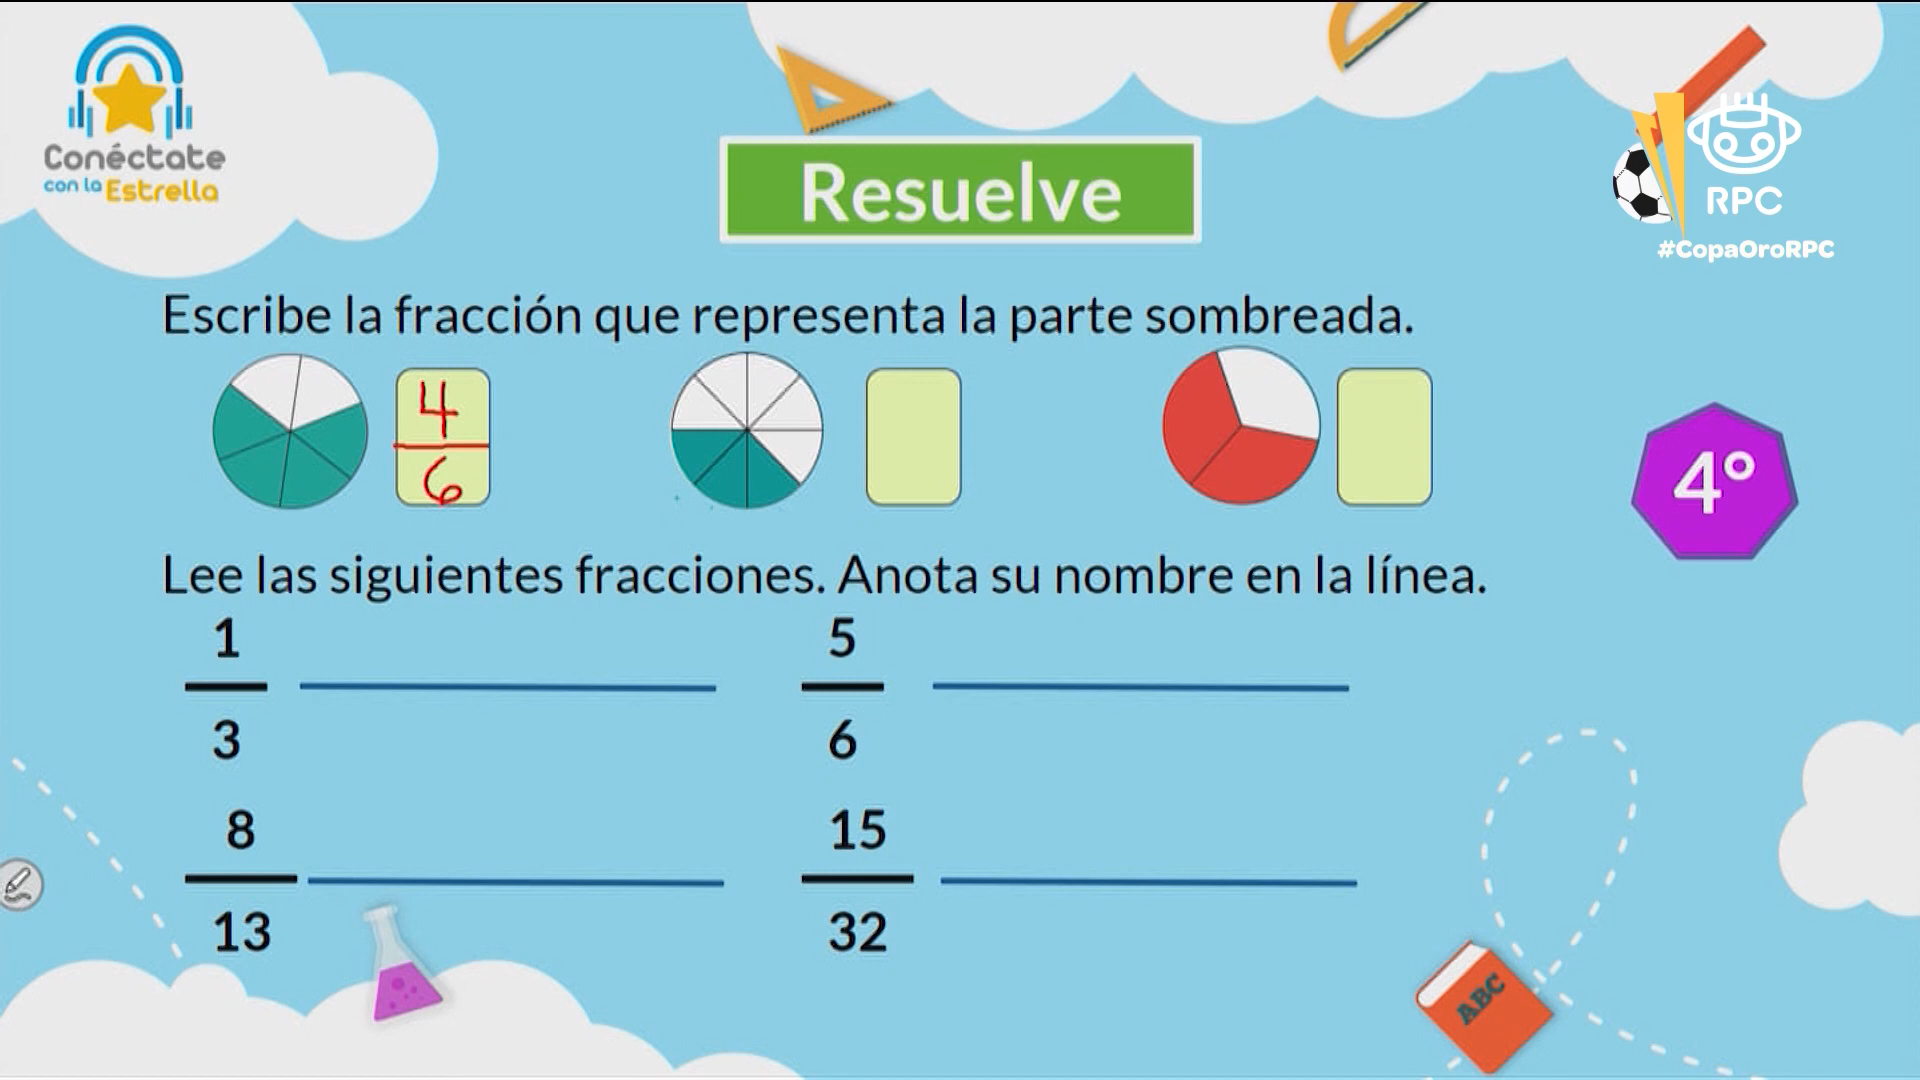 Conéctate
con la Estrella
Resuelve
RPC
#CopaOroRPC
Escribe la fracción que representa la parte sombreada.
4
6
4°
Lee las siguientes fracciones. Anota su nombre en la línea.
1
3
5
6
8
13
15
32
ABC